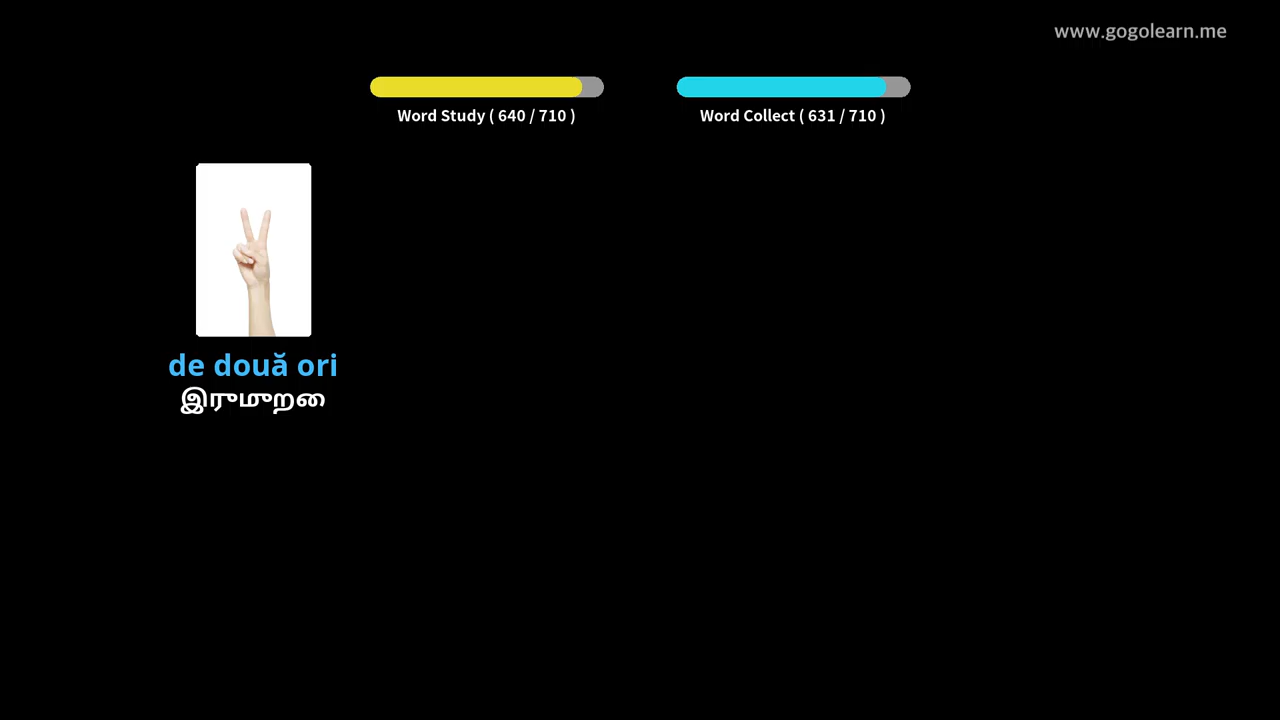 www.gogolearn.me
Word Study ( 640 / 710 )
Word Collect ( 631 / 710 )
de două ori
இருமுறை